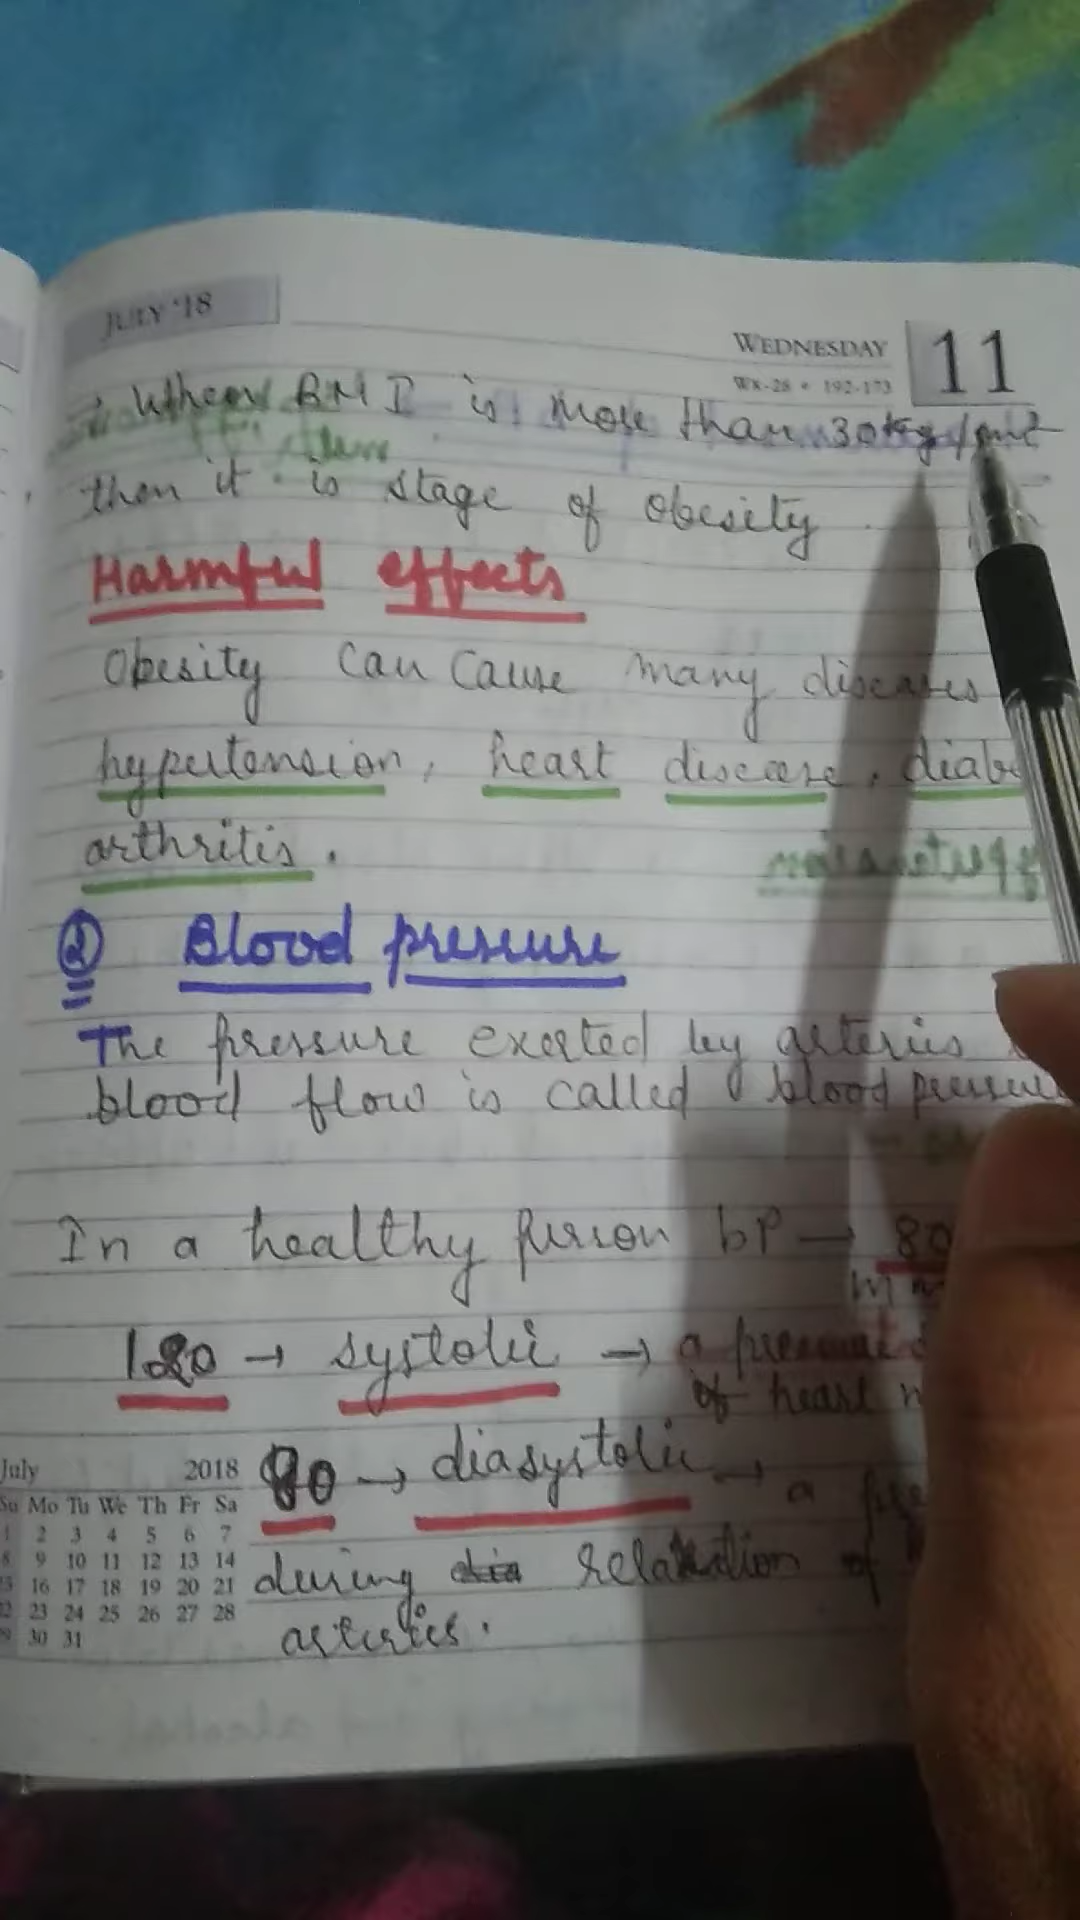 JULY '18
WEDNESDAY 11
WK-28 • 192-173
When BMI is more than 30kg/m²
then it is stage of obesity
Harmful effects
Obesity can cause many diseases
hypertension, heart disease, diab
arthritis.
② Blood pressure
The pressure exerted by arteries
blood flow is called blood pressu
In a healthy person bP → 80
120 → systolic → a
of heart
80 → diasystolic → a
during relaxation of
arteries.
July 2018
Su Mo Tu We Th Fr Sa
1 2 3 4 5 6 7
8 9 10 11 12 13 14
15 16 17 18 19 20 21
22 23 24 25 26 27 28
29 30 31